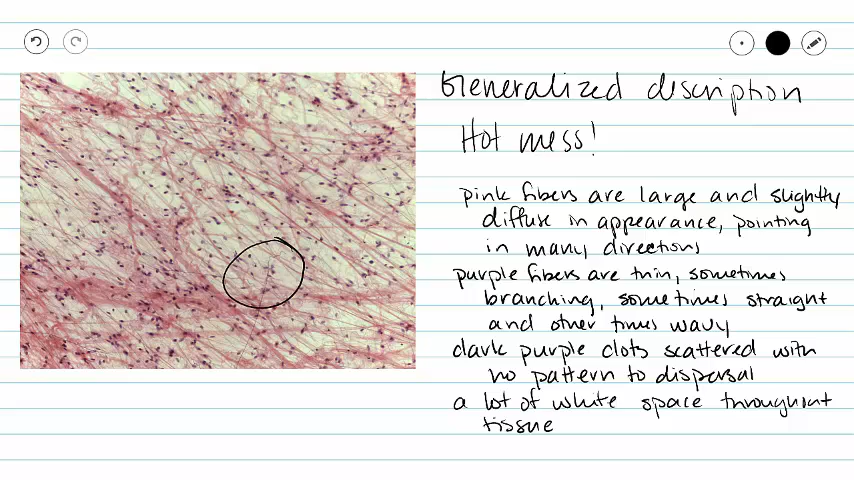 Generalized description
Hot mess!
pink fibers are large and slightly
diffuse in appearance, pointing
in many directions
purple fibers are thin, sometimes
branching, sometimes straight
and other times wavy
dark purple dots scattered with
no pattern to dispersal
a lot of white space throughout
tissue